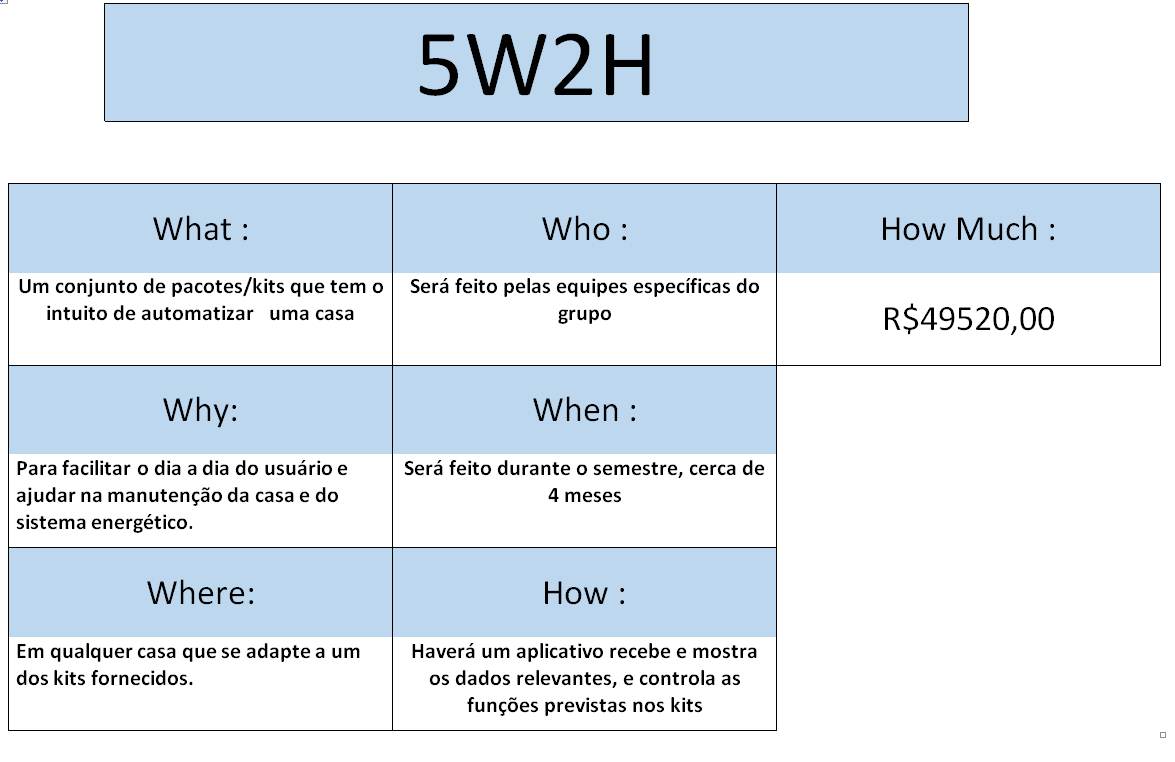 5W2H
What :
Um conjunto de pacotes/kits que tem o
intuito de automatizar uma casa
Who :
Será feito pelas equipes específicas do
grupo
How Much :
R$49520,00
Why:
Para facilitar o dia a dia do usuário e
ajudar na manutenção da casa e do
sistema energético.
When :
Será feito durante o semestre, cerca de
4 meses
Where:
Em qualquer casa que se adapte a um
dos kits fornecidos.
How :
Haverá um aplicativo recebe e mostra
os dados relevantes, e controla as
funções previstas nos kits